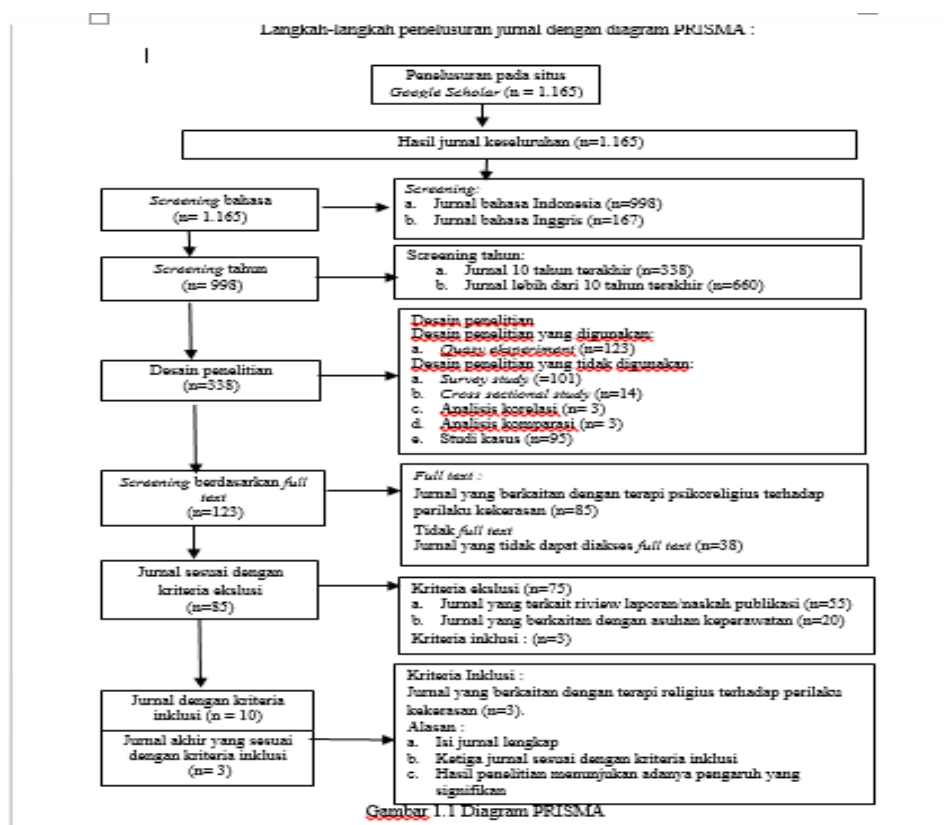 Langkah-langkah penelusuran jurnal dengan diagram PRISMA :
Penelusuran pada situs
Google Scholar (n = 1.165)
Hasil jurnal keseluruhan (n=1.165)
Screening bahasa
(n= 1.165)
Screening:
a. Jurnal bahasa Indonesia (n=998)
b. Jurnal bahasa Inggris (n=167)
Screening tahun
(n= 998)
Screening tahun:
a. Jurnal 10 tahun terakhir (n=338)
b. Jurnal lebih dari 10 tahun terakhir (n=660)
Desain penelitian
(n=338)
Desain penelitian
Desain penelitian yang digunakan:
a. Quasy eksperiment (n=123)
Desain penelitian yang tidak digunakan:
a. Survey study (=101)
b. Cross sectional study (n=14)
c. Analisis korelasi (n= 3)
d. Analisis komparasi (n= 3)
e. Studi kasus (n=95)
Screening berdasarkan full
text
(n=123)
Full text :
Jurnal yang berkaitan dengan terapi psikoreligius terhadap
perilaku kekerasan (n=85)
Tidak full text
Jurnal yang tidak dapat diakses full text (n=38)
Jurnal sesuai dengan
kriteria ekslusi
(n=85)
Kriteria ekslusi (n=75)
a. Jurnal yang terkait riview laporan/naskah publikasi (n=55)
b. Jurnal yang berkaitan dengan asuhan keperawatan (n=20)
Kriteria inklusi : (n=3)
Jurnal dengan kriteria
inklusi (n = 10)
Jurnal akhir yang sesuai
dengan kriteria inklusi
(n= 3)
Kriteria Inklusi :
Jurnal yang berkaitan dengan terapi religius terhadap perilaku
kekerasan (n=3).
Alasan :
a. Isi jurnal lengkap
b. Ketiga jurnal sesuai dengan kriteria inklusi
c. Hasil penelitian menunjukan adanya pengaruh yang
signifikan
Gambar 1.1 Diagram PRISMA